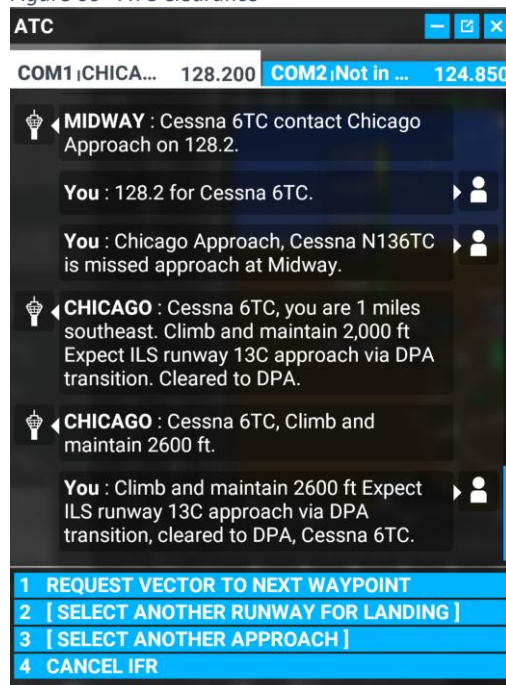 ATC
COM1 |CHICA... 128.200 COM2 |Not in ... 124.850
MIDWAY : Cessna 6TC contact Chicago
Approach on 128.2.
You : 128.2 for Cessna 6TC.
You : Chicago Approach, Cessna N136TC
is missed approach at Midway.
CHICAGO : Cessna 6TC, you are 1 miles
southeast. Climb and maintain 2,000 ft
Expect ILS runway 13C approach via DPA
transition. Cleared to DPA.
CHICAGO : Cessna 6TC, Climb and
maintain 2600 ft.
You : Climb and maintain 2600 ft Expect
ILS runway 13C approach via DPA
transition, cleared to DPA, Cessna 6TC.
1 REQUEST VECTOR TO NEXT WAYPOINT
2 [ SELECT ANOTHER RUNWAY FOR LANDING ]
3 [ SELECT ANOTHER APPROACH ]
4 CANCEL IFR